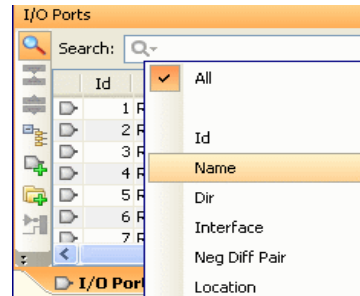 I/O Ports
Search:
All
Id
1 R
Id
2 R
Name
3 R
4 R
Dir
5 R
Interface
6 R
Neg Diff Pair
7 R
Location
I/O Por